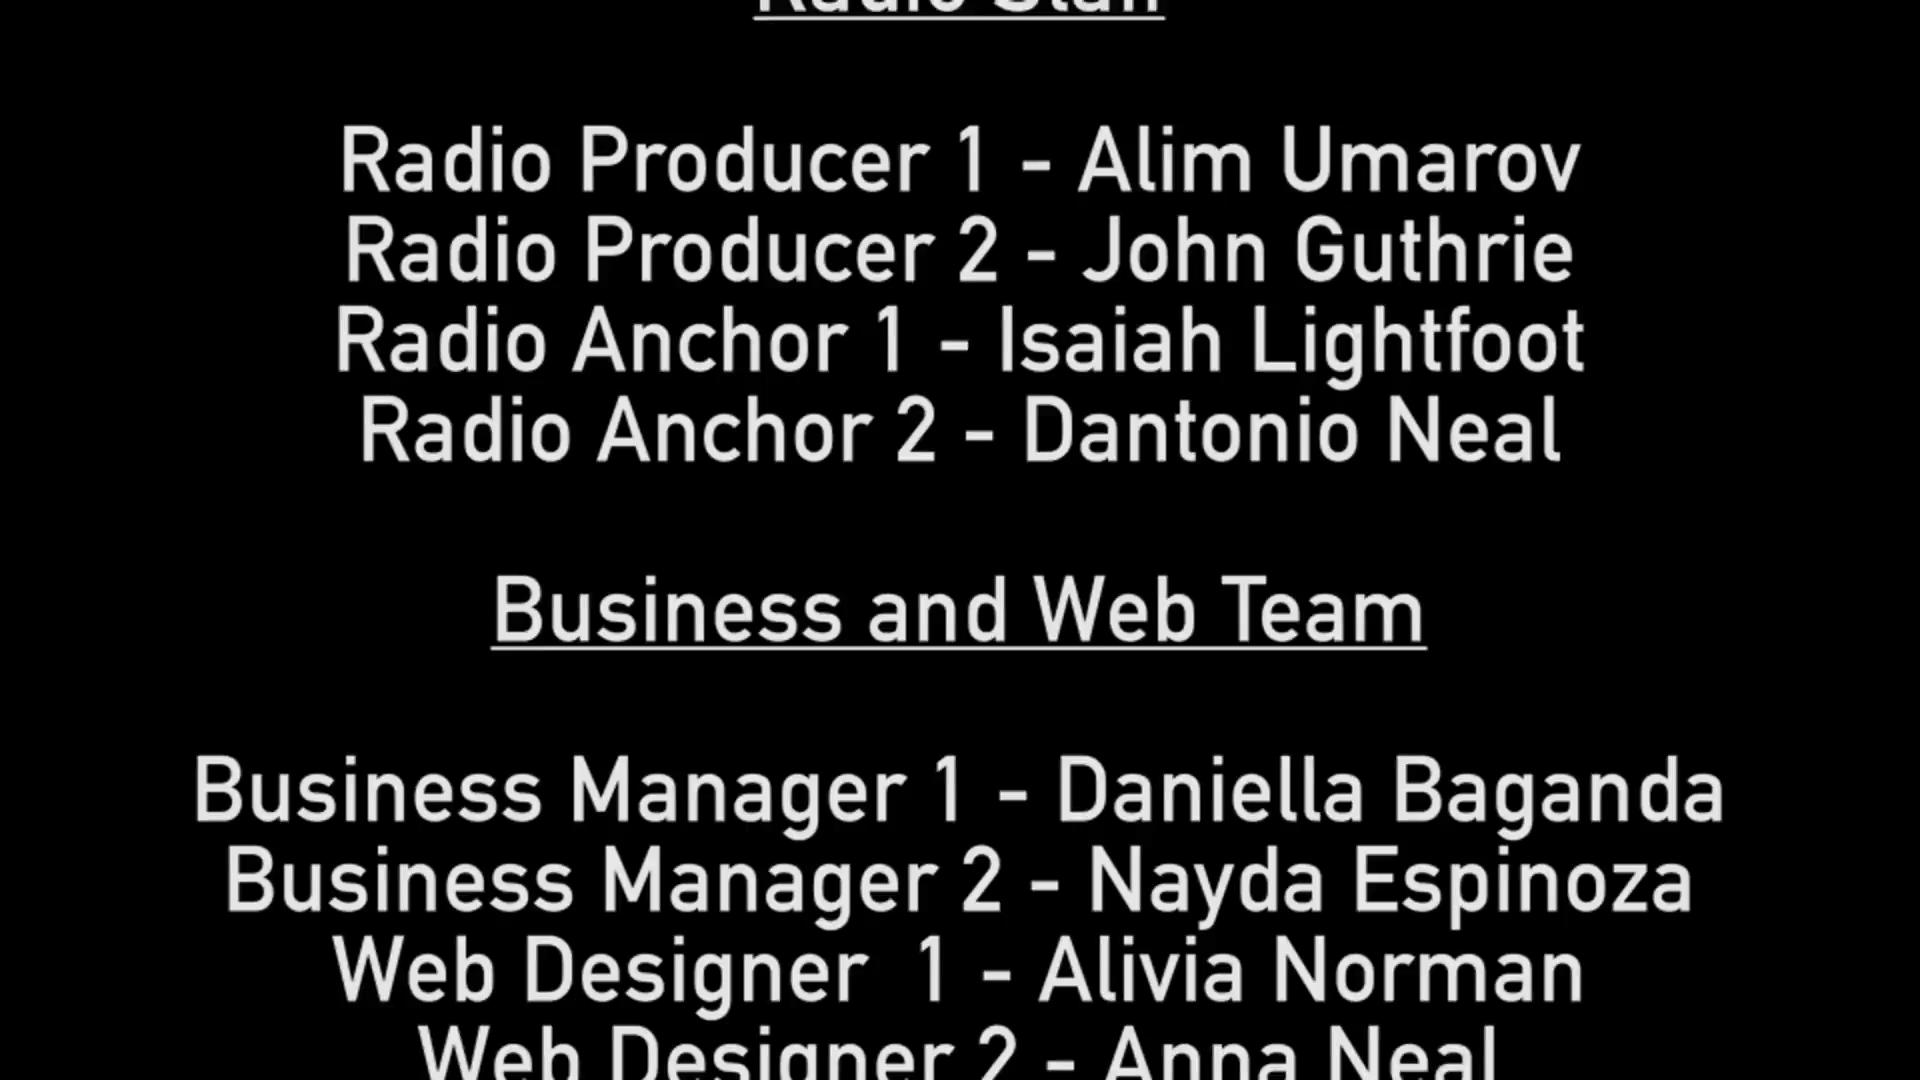 Radio Staff
Radio Producer 1 - Alim Umarov
Radio Producer 2 - John Guthrie
Radio Anchor 1 - Isaiah Lightfoot
Radio Anchor 2 - Dantonio Neal
Business and Web Team
Business Manager 1 - Daniella Baganda
Business Manager 2 - Nayda Espinoza
Web Designer  1 - Alivia Norman
Web Designer 2 - Anna Neal